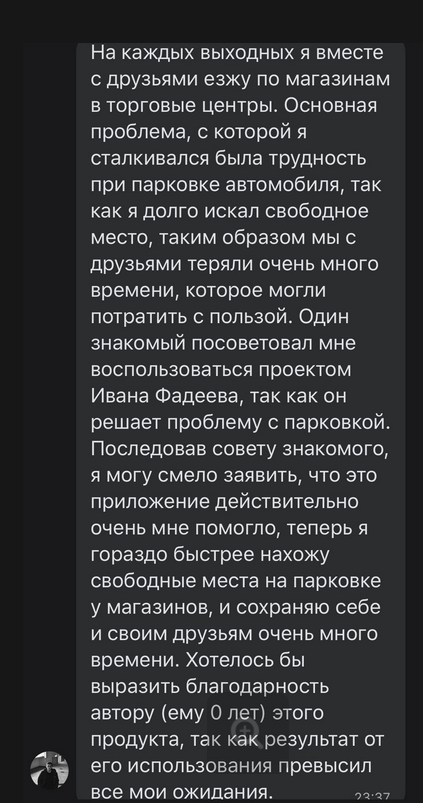 На каждых выходных я вместе
с друзьями езжу по магазинам
в торговые центры. Основная
проблема, с которой я
сталкивался была трудность
при парковке автомобиля, так
как я долго искал свободное
место, таким образом мы с
друзьями теряли очень много
времени, которое могли
потратить с пользой. Один
знакомый посоветовал мне
воспользоваться проектом
Ивана Фадеева, так как он
решает проблему с парковкой.
Последовав совету знакомого,
я могу смело заявить, что это
приложение действительно
очень мне помогло, теперь я
гораздо быстрее нахожу
свободные места на парковке
у магазинов, и сохраняю себе
и своим друзьям очень много
времени. Хотелось бы
выразить благодарность
автору (ему 0 лет) этого
продукта, так как результат от
его использования превысил
все мои ожидания.
23:37